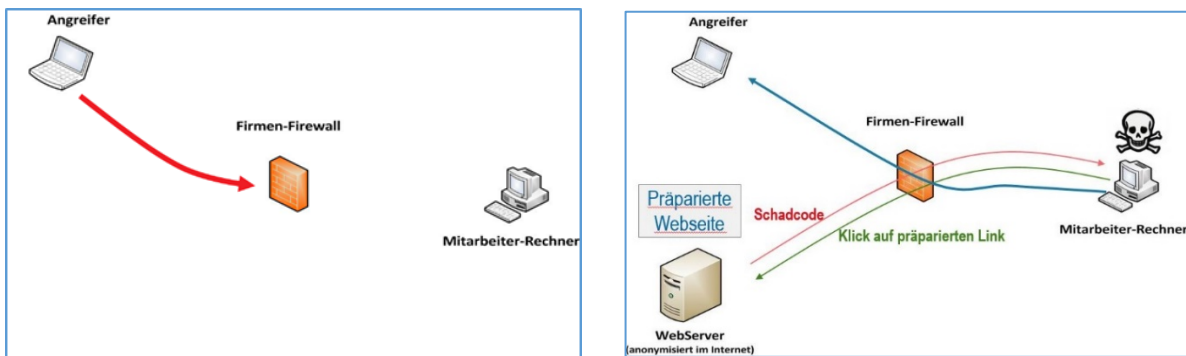 Angreifer
Firmen-Firewall
Mitarbeiter-Rechner
Angreifer
Firmen-Firewall
Präparierte
Webseite
Schadcode
Klick auf präparierten Link
Mitarbeiter-Rechner
WebServer
(anonymisiert im Internet)